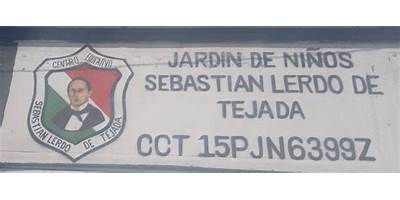 CENTRO EDUCATIVO
SEBASTIAN LERDO DE TEJADA
JARDIN DE NIÑOS
SEBASTIAN LERDO DE
TEJADA
CCT 15PJN6399Z